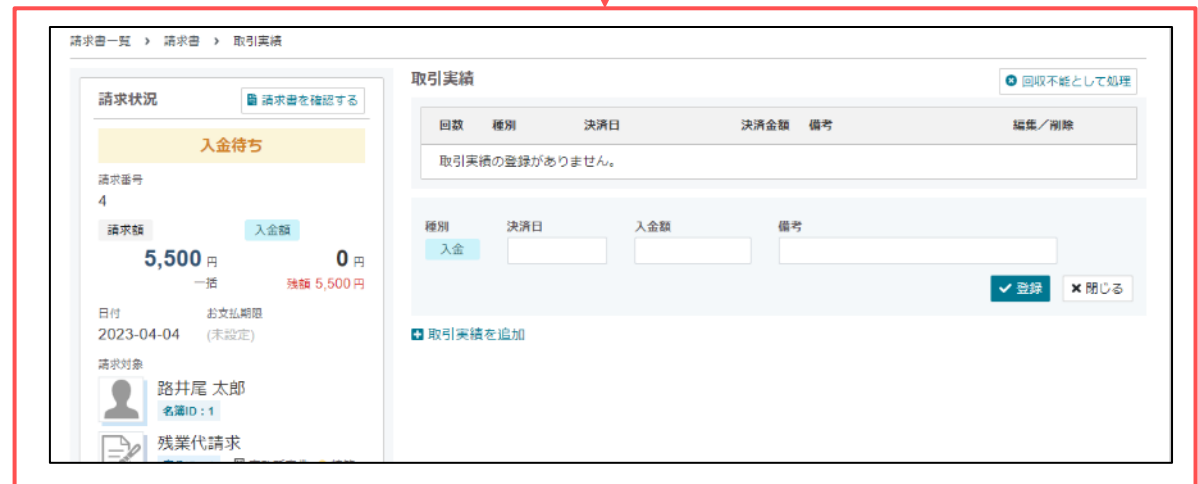 請求書一覧 › 請求書 › 取引実績
請求状況
請求書を確認する
入金待ち
請求番号
4
請求額 入金額
5,500 円 0 円
一括 残額 5,500 円
日付 お支払期限
2023-04-04 (未設定)
請求対象
路井尾 太郎
名簿ID : 1
残業代請求
取引実績
回収不能として処理
回数 種別 決済日 決済金額 備考 編集／削除
取引実績の登録がありません。
種別 決済日 入金額 備考
入金
登録 閉じる
取引実績を追加